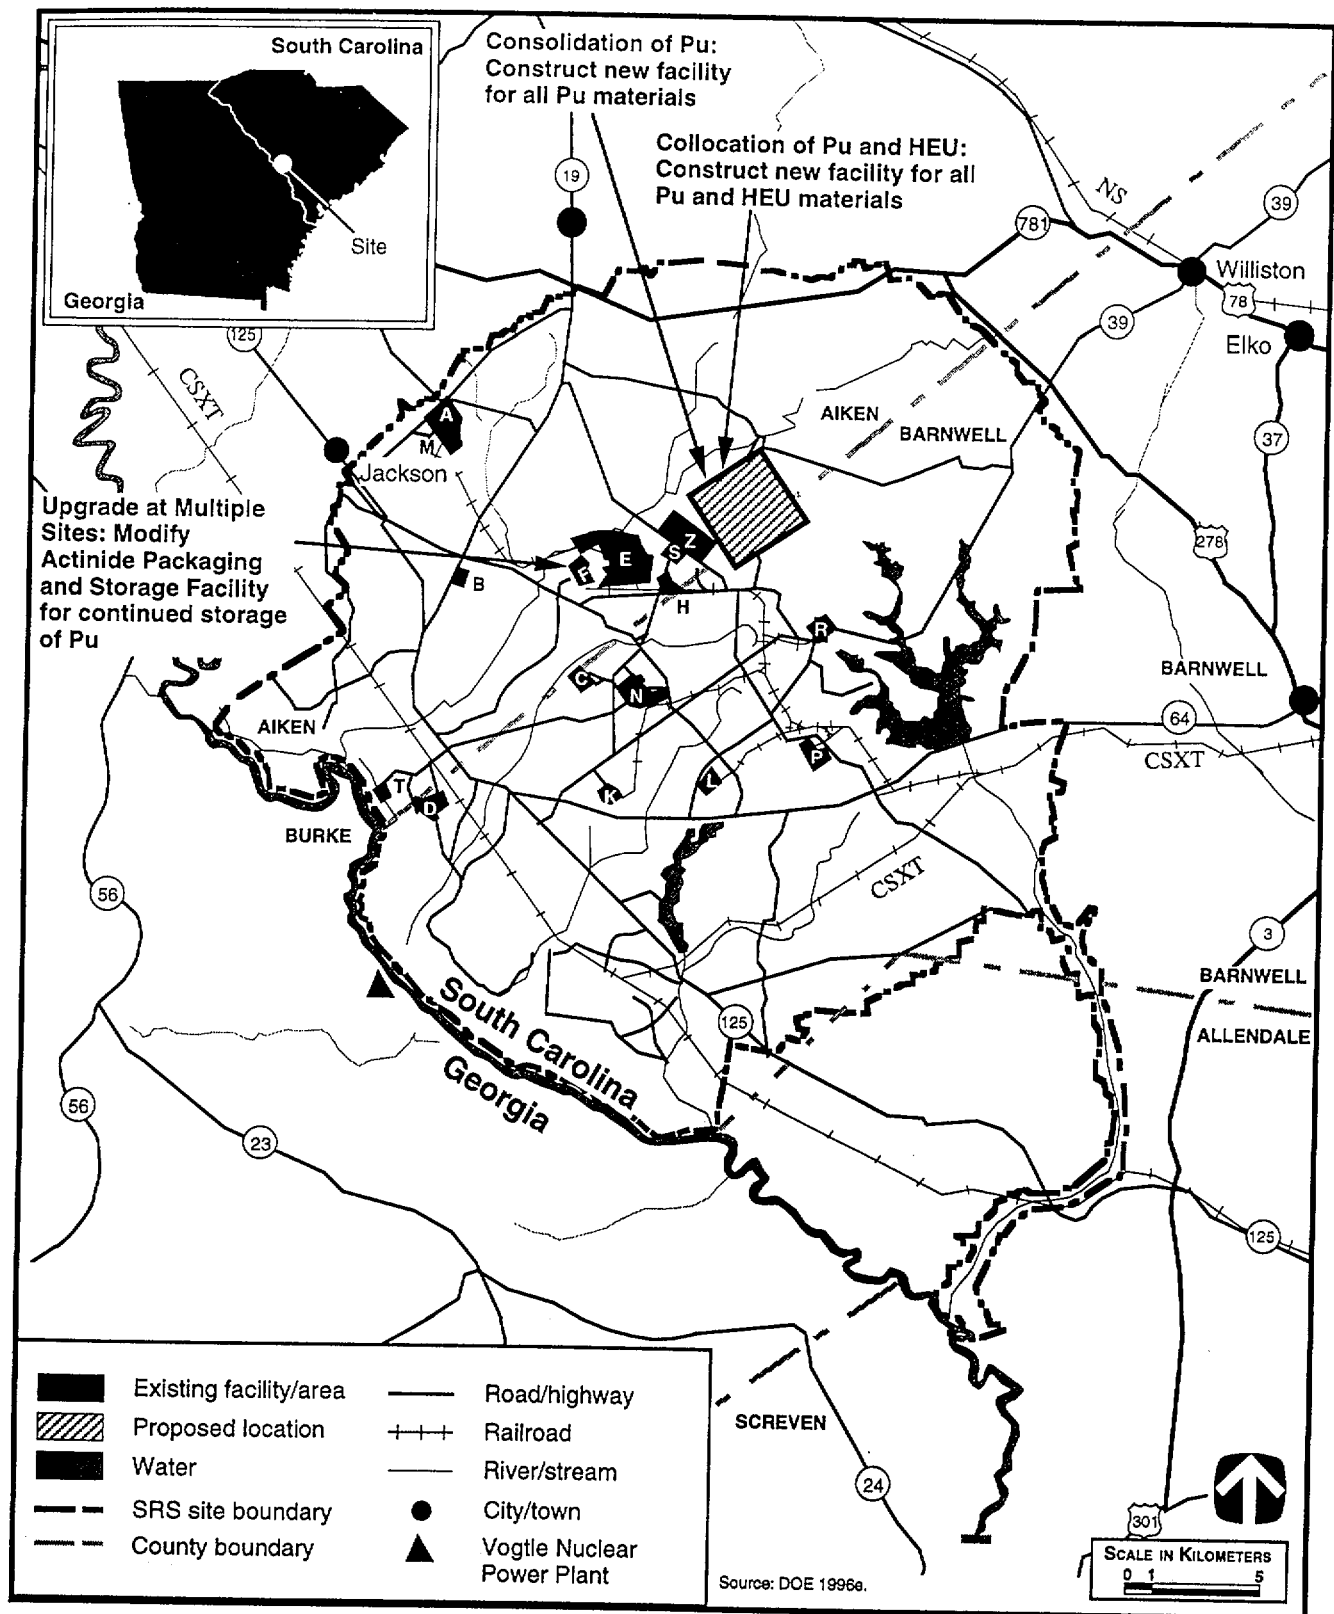 South Carolina
Site
Georgia
Consolidation of Pu:
Construct new facility
for all Pu materials
Collocation of Pu and HEU:
Construct new facility for all
Pu and HEU materials
19
NS
39
781
Williston
78
39
Elko
125
CSXT
AIKEN
BARNWELL
37
A
M
Jackson
Upgrade at Multiple
Sites: Modify
Actinide Packaging
and Storage Facility
for continued storage
of Pu
278
Z
S
E
F
B
H
R
BARNWELL
C
N
AIKEN
64
CSXT
P
T
D
K
L
BURKE
CSXT
56
3
BARNWELL
ALLENDALE
South Carolina
Georgia
125
56
23
125
SCREVEN
24
301
Existing facility/area
Proposed location
Water
SRS site boundary
County boundary
Road/highway
Railroad
River/stream
City/town
Vogtle Nuclear
Power Plant
Source: DOE 1996e.
SCALE IN KILOMETERS
0 1 5